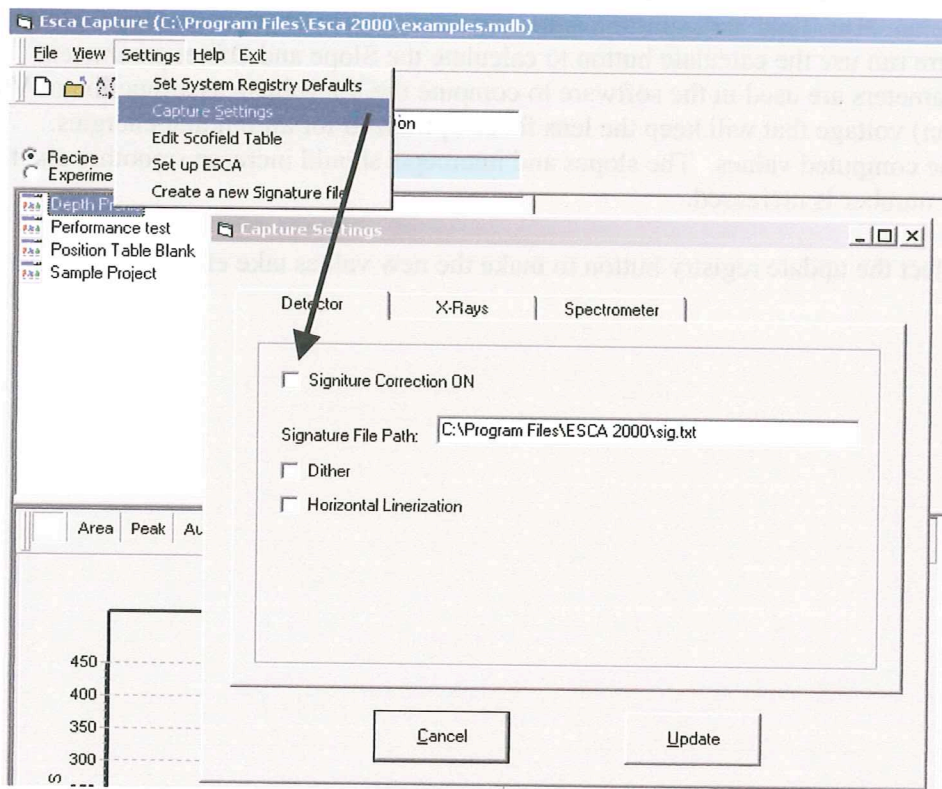 Esca Capture (C:\Program Files\Esca 2000\examples.mdb)
File View Settings Help Exit
Set System Registry Defaults
Capture Settings
Edit Scofield Table
Set up ESCA
Create a new Signature file
Recipe
Experime
Depth
Performance test
Position Table Blank
Sample Project
Capture Settings
Detector X-Rays Spectrometer
Signiture Correction ON
Signature File Path: C:\Program Files\ESCA 2000\sig.txt
Dither
Horizontal Linerization
Cancel Update
Area Peak Au
450
400
350
300
S